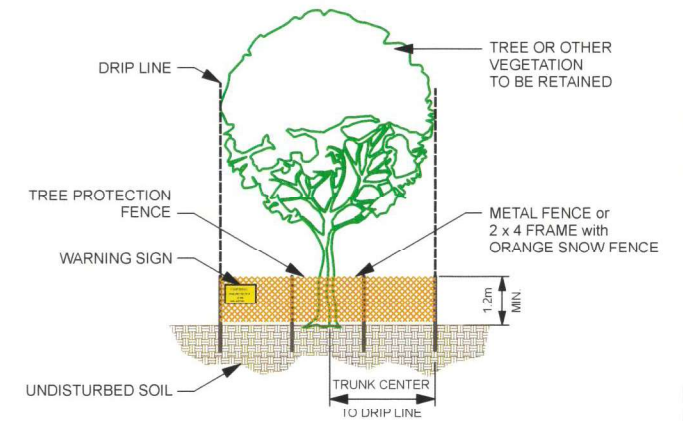 DRIP LINE
TREE OR OTHER
VEGETATION
TO BE RETAINED
TREE PROTECTION
FENCE
METAL FENCE or
2 x 4 FRAME with
ORANGE SNOW FENCE
WARNING SIGN
1.2m
MIN.
UNDISTURBED SOIL
TRUNK CENTER
TO DRIP LINE